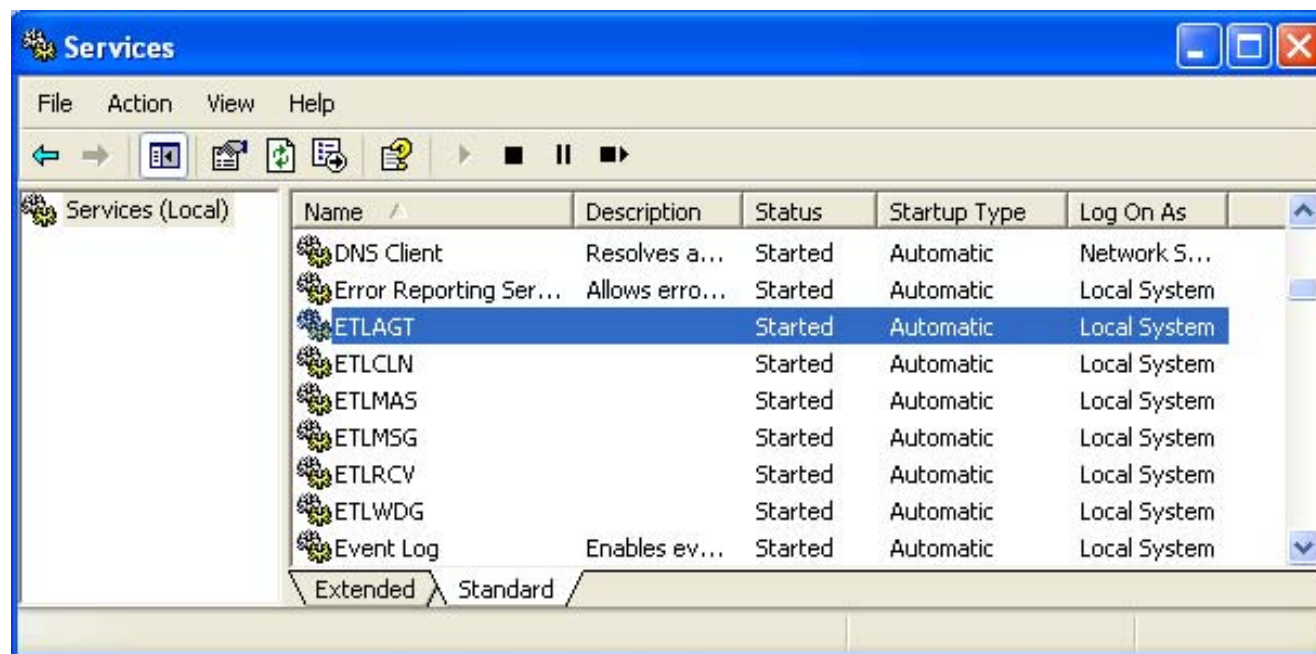 Services
File Action View Help
Services (Local)
Name Description Status Startup Type Log On As
DNS Client Resolves a... Started Automatic Network S...
Error Reporting Ser... Allows erro... Started Automatic Local System
ETLAGT Started Automatic Local System
ETLCLN Started Automatic Local System
ETLMAS Started Automatic Local System
ETLMSG Started Automatic Local System
ETLRCV Started Automatic Local System
ETLWDG Started Automatic Local System
Event Log Enables ev... Started Automatic Local System
Extended Standard